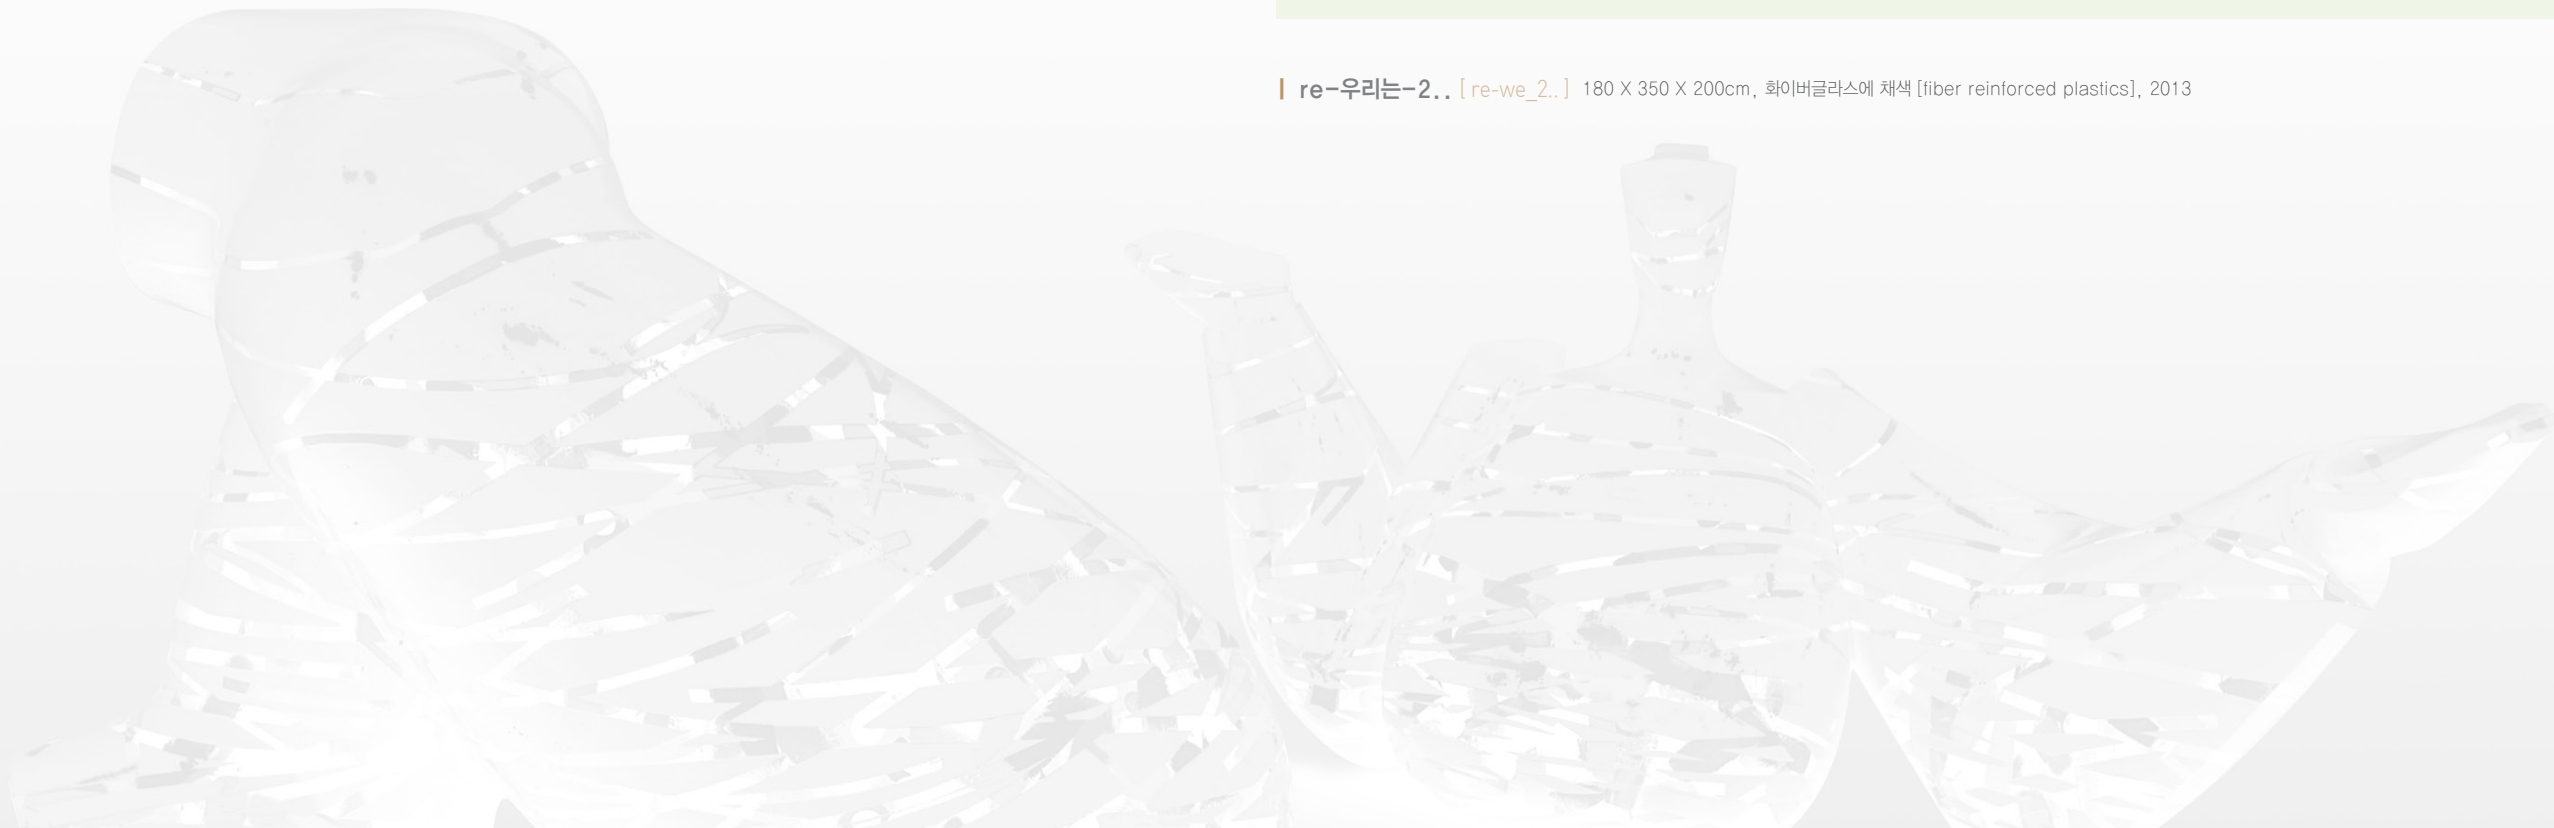 re-우리는-2.. [ re-we_2.. ] 180 X 350 X 200cm, 화이버글라스에 채색 [fiber reinforced plastics], 2013